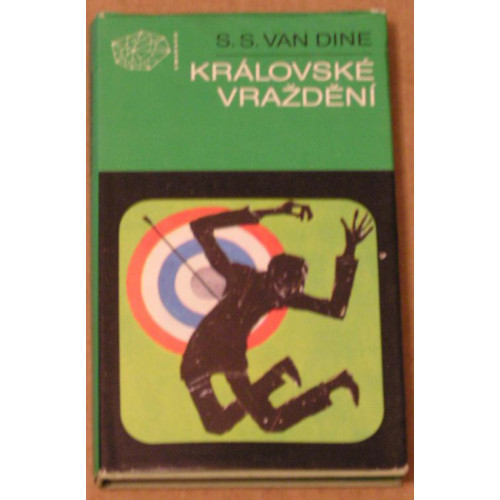 S. S. VAN DINE
KRÁLOVSKÉ
VRAŽDĚNÍ